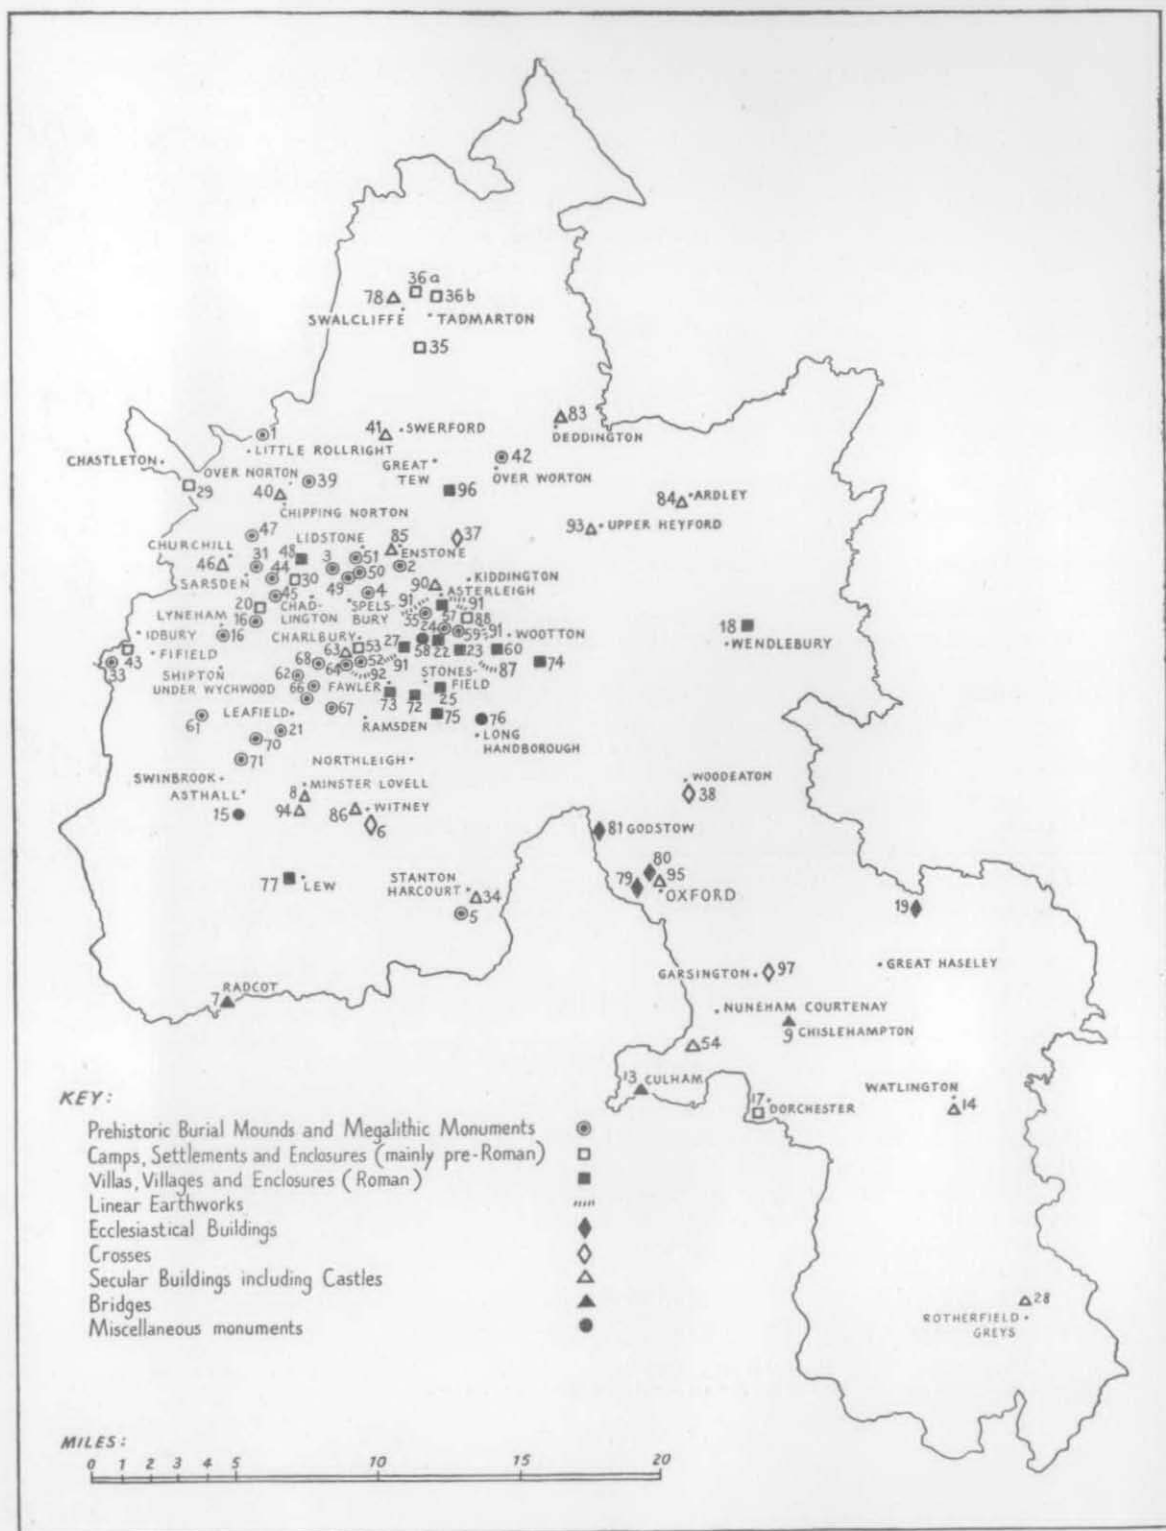 36a
78 36b
SWALCLIFFE TADMARTON
35
83
41 SWERFORD
DEDDINGTON
1
LITTLE ROLLRIGHT
CHASTLETON
GREAT
TEW
42
OVER WORTON
OVER NORTON
39
29
40
96
CHIPPING NORTON
84 ARDLEY
93 UPPER HEYFORD
47
LIDSTONE
85
37
CHURCHILL
ENSTONE
46
31
48
3
51
2
44
50
SARSDEN
30
49
4
90
KIDDINGTON
ASTERLEIGH
45
20
CHAD-
LINGTON
SPELS-
BURY
91
91
LYNEHAM
16
35
57
88
IDBURY
16
CHARLBURY
24
59
91
WOOTTON
18
WENDLEBURY
43
FIFIELD
63
53
27
58
22
23
60
74
33
SHIPTON
UNDER WYCHWOOD
68
64
52
91
STONES-
FIELD
87
62
92
66
FAWLER
73
72
25
61
LEAFIELD
67
RAMSDEN
75
76
LONG
HANDBOROUGH
21
70
71
NORTHLEIGH
SWINBROOK
MINSTER LOVELL
WOODEATON
ASTHALL
8
38
15
94
86
WITNEY
6
81 GODSTOW
80
79
95
OXFORD
77
LEW
STANTON
HARCOURT
34
5
19
GARSINGTON
97
GREAT HASELEY
RADCOT
7
NUNEHAM COURTENAY
9
CHISLEHAMPTON
54
13 CULHAM
WATLINGTON
17
DORCHESTER
14
28
ROTHERFIELD
GREYS
KEY:
Prehistoric Burial Mounds and Megalithic Monuments
Camps, Settlements and Enclosures (mainly pre-Roman)
Villas, Villages and Enclosures (Roman)
Linear Earthworks
Ecclesiastical Buildings
Crosses
Secular Buildings including Castles
Bridges
Miscellaneous monuments
MILES:
0 1 2 3 4 5 10 15 20